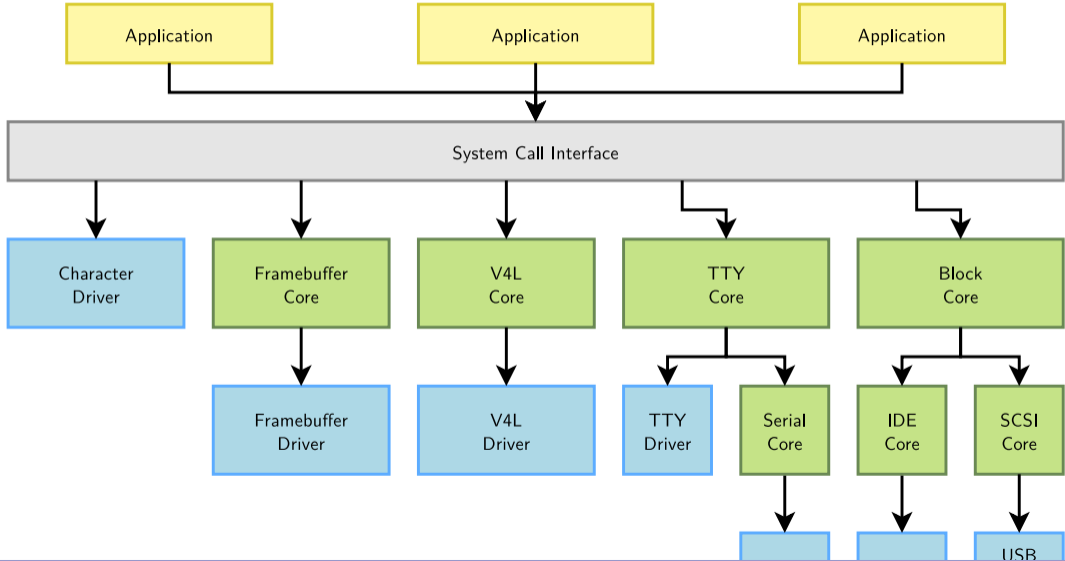 Application
Application
Application
System Call Interface
Character
Driver
Framebuffer
Core
V4L
Core
TTY
Core
Block
Core
Framebuffer
Driver
V4L
Driver
TTY
Driver
Serial
Core
IDE
Core
SCSI
Core
USB